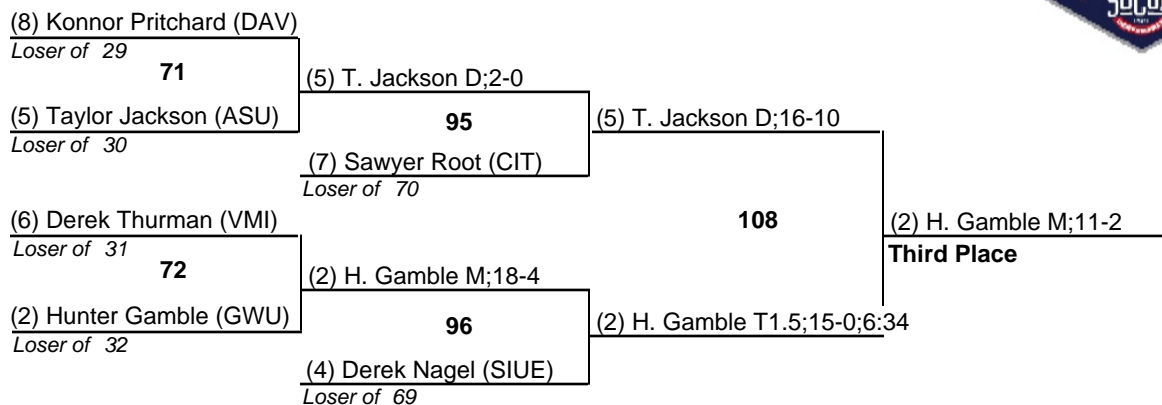 (8) Konnor Pritchard (DAV)
Loser of 29
71
(5) T. Jackson D;2-0
(5) Taylor Jackson (ASU)
Loser of 30
95
(5) T. Jackson D;16-10
(7) Sawyer Root (CIT)
Loser of 70
(6) Derek Thurman (VMI)
Loser of 31
108
(2) H. Gamble M;11-2
Third Place
72
(2) H. Gamble M;18-4
(2) Hunter Gamble (GWU)
Loser of 32
96
(2) H. Gamble T1.5;15-0;6:34
(4) Derek Nagel (SIUE)
Loser of 69